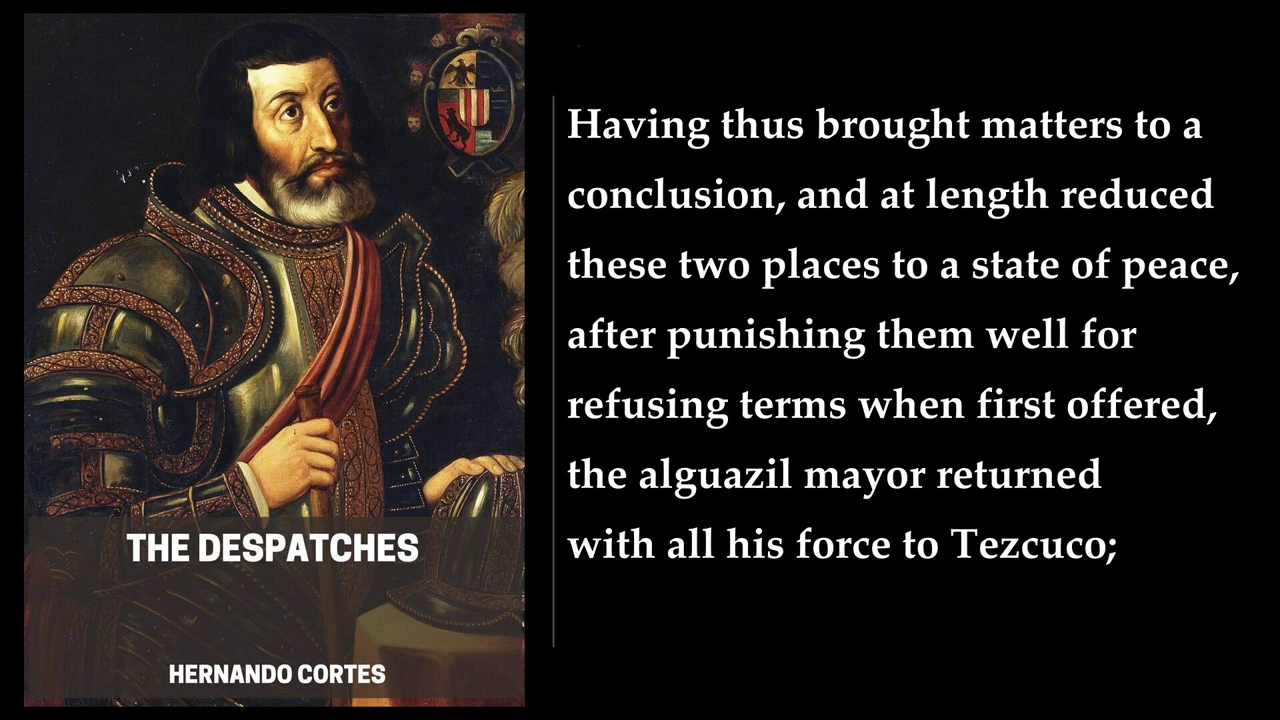 THE DESPATCHES
HERNANDO CORTES
Having thus brought matters to a
conclusion, and at length reduced
these two places to a state of peace,
after punishing them well for
refusing terms when first offered,
the alguazil mayor returned
with all his force to Tezcuco;